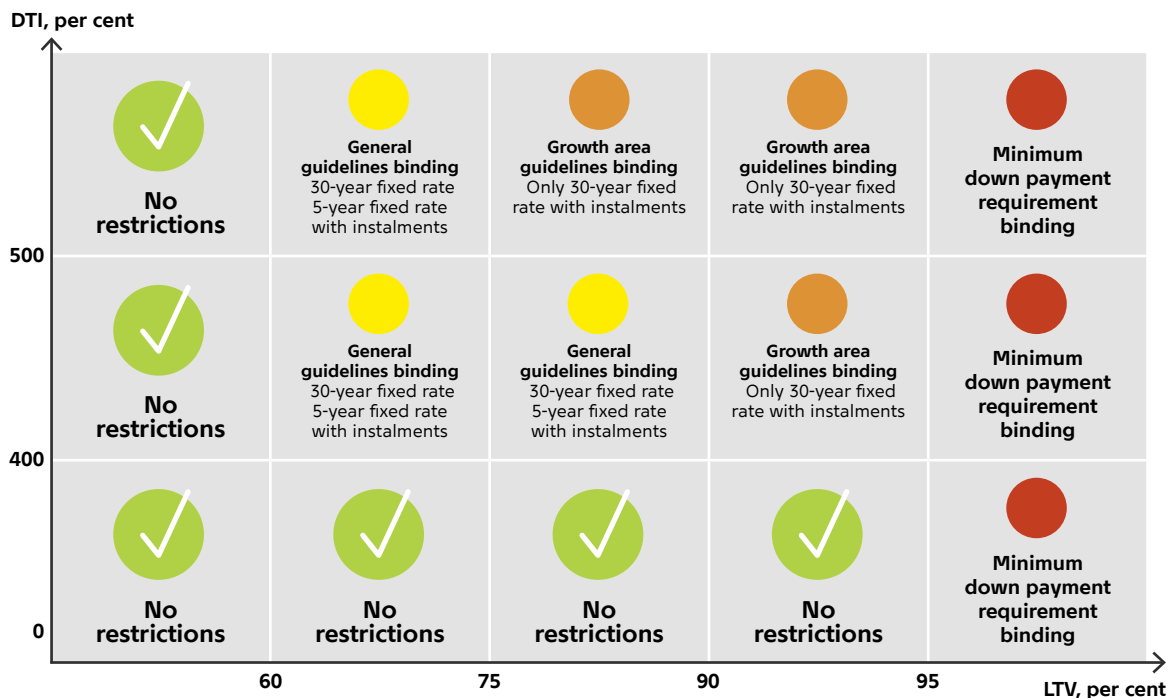 DTI, per cent
No
restrictions
General
guidelines binding
30-year fixed rate
5-year fixed rate
with instalments
Growth area
guidelines binding
Only 30-year fixed
rate with instalments
Growth area
guidelines binding
Only 30-year fixed
rate with instalments
Minimum
down payment
requirement
binding
500
No
restrictions
General
guidelines binding
30-year fixed rate
5-year fixed rate
with instalments
General
guidelines binding
30-year fixed rate
5-year fixed rate
with instalments
Growth area
guidelines binding
Only 30-year fixed
rate with instalments
Minimum
down payment
requirement
binding
400
No
restrictions
No
restrictions
No
restrictions
No
restrictions
Minimum
down payment
requirement
binding
0
60
75
90
95
LTV, per cent